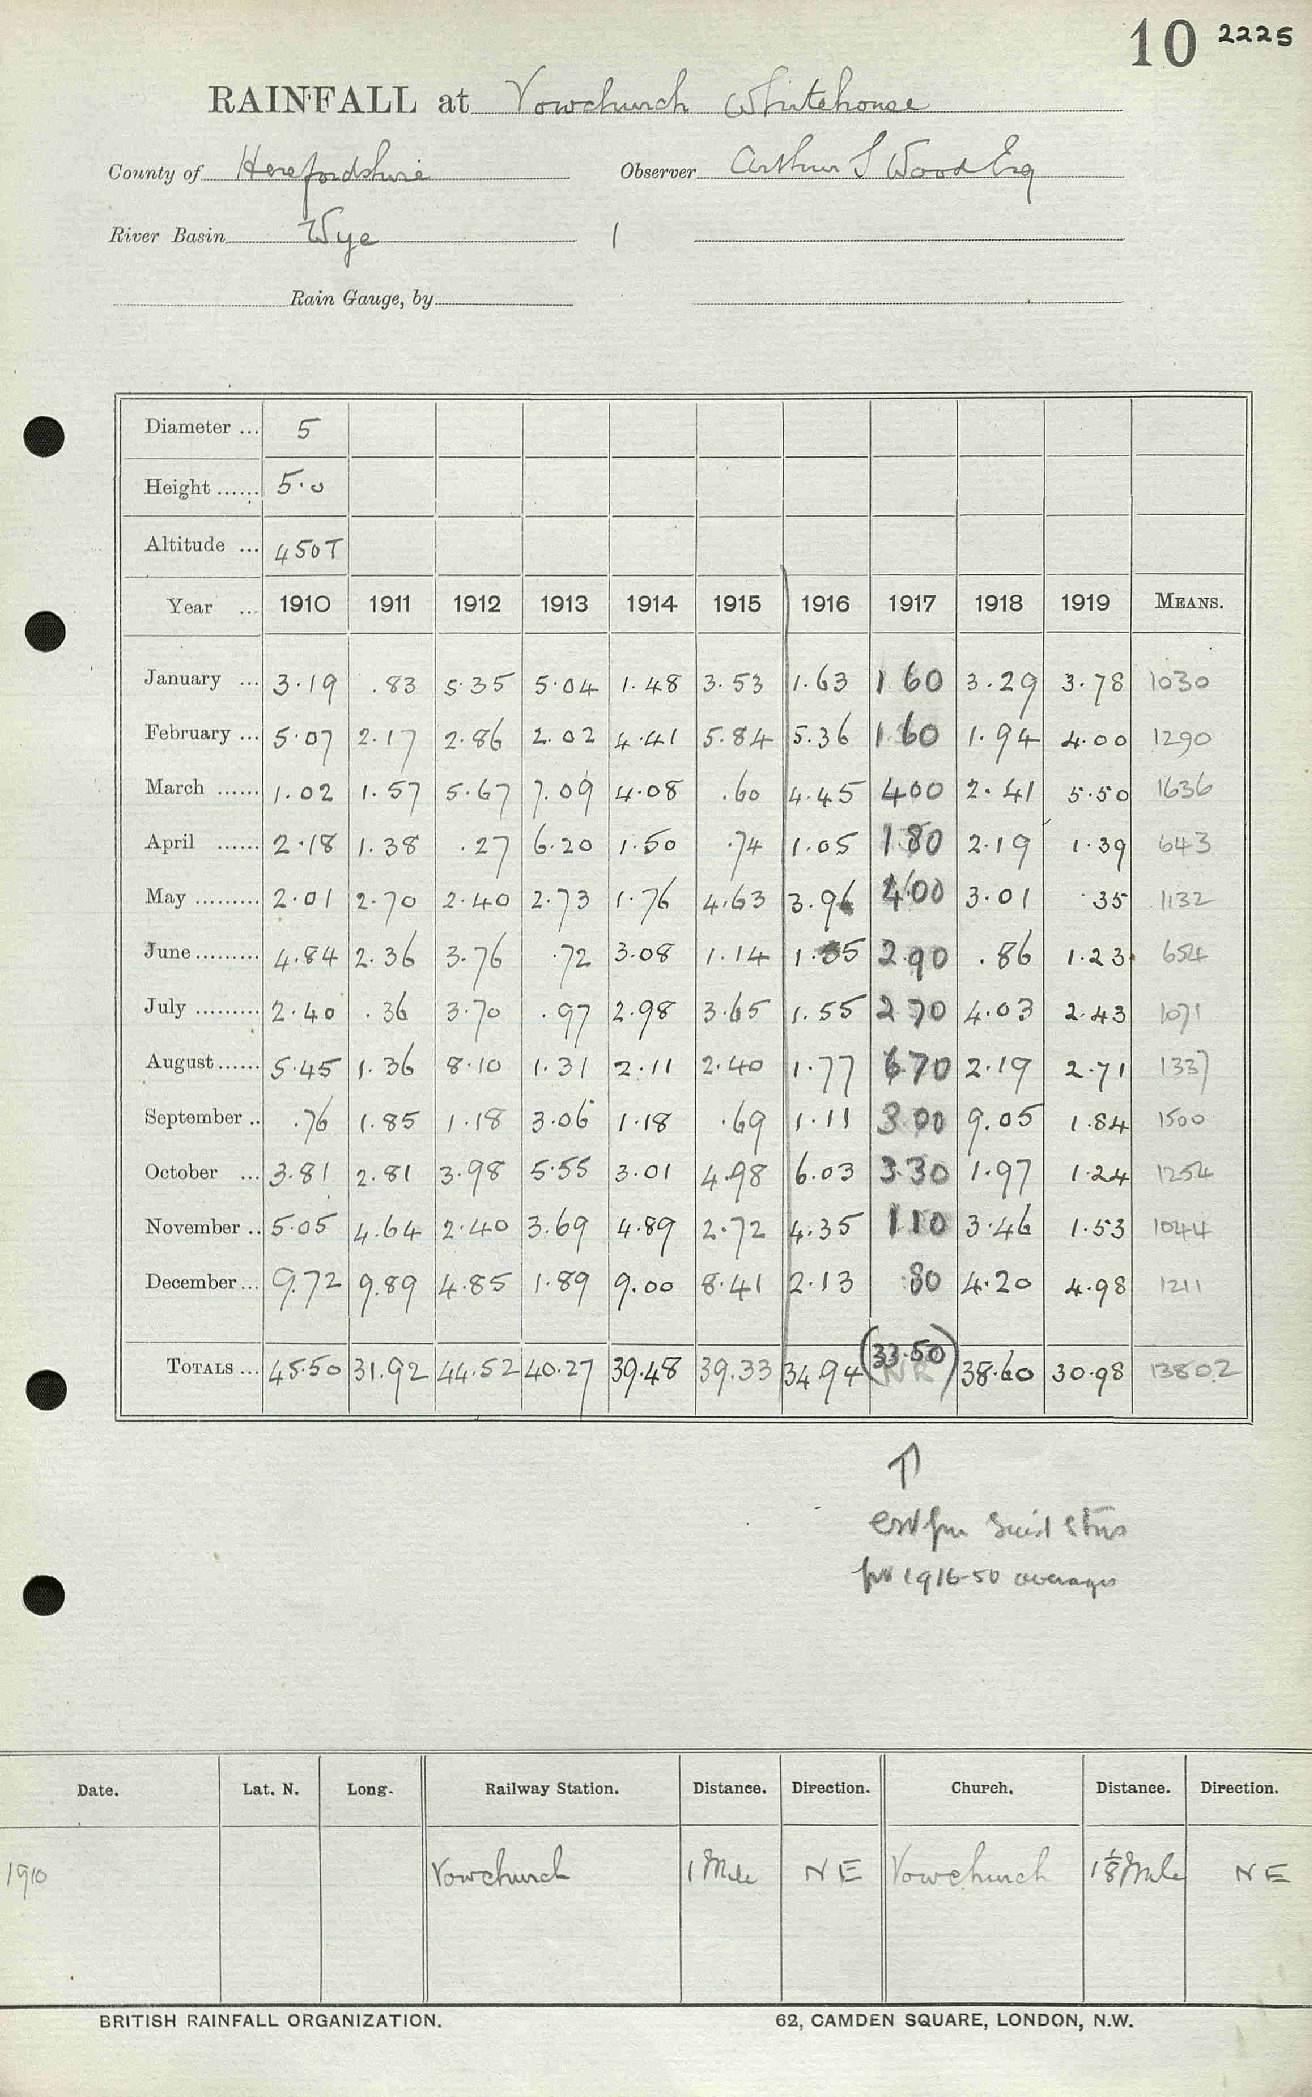 10 2225
RAINFALL at Vowchurch Whitehouse
County of Herefordshire Observer Arthur S Wood Esq
River Basin Wye 1
Rain Gauge, by
Diameter ... 5
Height ...... 5.0
Altitude ... 450T
Year ... 1910 1911 1912 1913 1914 1915 1916 1917 1918 1919 MEANS.
January ... 3.19 .83 5.35 5.04 1.48 3.53 1.63 1 60 3.29 3.78 1030
February ... 5.07 2.17 2.86 2.02 4.41 5.84 5.36 1.60 1.94 4.00 1290
March ...... 1.02 1.57 5.67 7.09 4.08 .60 4.45 400 2.41 5.50 1636
April ...... 2.18 1.38 .27 6.20 1.50 .74 1.05 1.80 2.19 1.39 643
May ......... 2.01 2.70 2.40 2.73 1.76 4.63 3.96 4.00 3.01 .35 1132
June ......... 4.84 2.36 3.76 .72 3.08 1.14 1.55 2.90 .86 1.23 654
July ......... 2.40 .36 3.70 .97 2.98 3.65 1.55 2 70 4.03 2.43 1071
August ...... 5.45 1.36 8.10 1.31 2.11 2.40 1.77 6.70 2.19 2.71 1337
September .. .76 1.85 1.18 3.06 1.18 .69 1.11 3.00 9.05 1.84 1500
October ... 3.81 2.81 3.98 5.55 3.01 4.98 6.03 3.30 1.97 1.24 1254
November .. 5.05 4.64 2.40 3.69 4.89 2.72 4.35 1 10 3.46 1.53 1044
December ... 9.72 9.89 4.85 1.89 9.00 8.41 2.13 .80 4.20 4.98 1211
TOTALS ... 45.50 31.92 44.52 40.27 39.48 39.33 34.94 (33.50) 38.60 30.98 13802
↑
for 1916-50 averages
Date. Lat. N. Long. Railway Station. Distance. Direction. Church. Distance. Direction.
1910 Vowchurch 1 Mile NE Vowchurch 1 1/8 Mile NE
BRITISH RAINFALL ORGANIZATION. 62, CAMDEN SQUARE, LONDON, N.W.